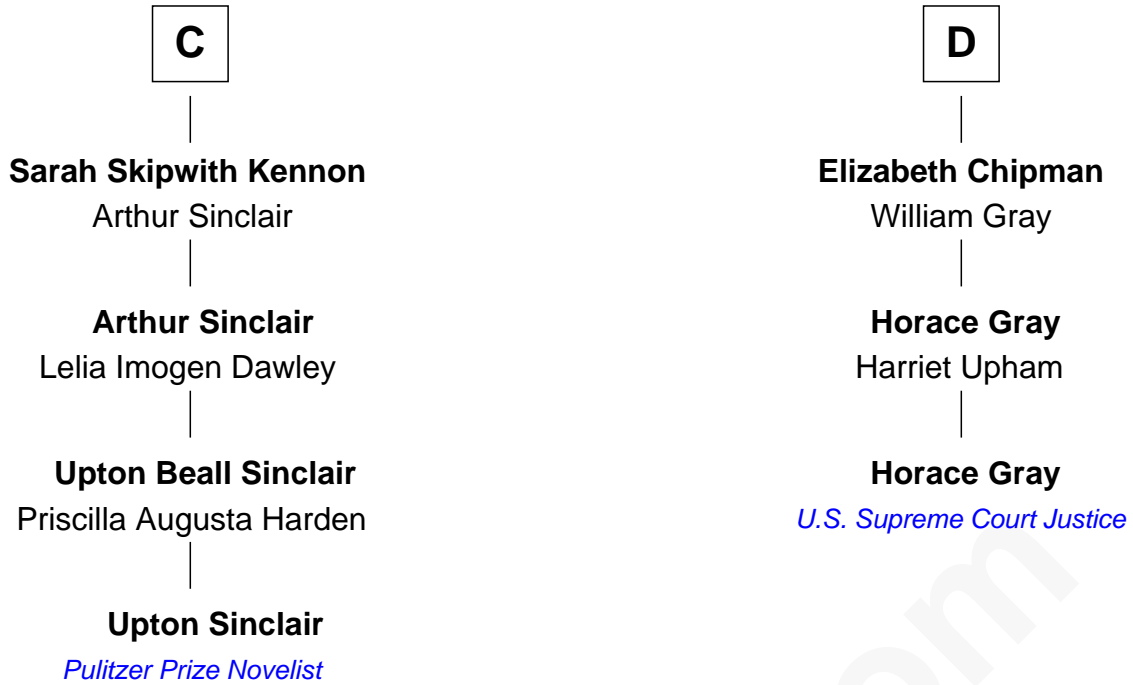 C
Sarah Skipwith Kennon
Arthur Sinclair
Arthur Sinclair
Lelia Imogen Dawley
Upton Beall Sinclair
Priscilla Augusta Harden
Upton Sinclair
Pulitzer Prize Novelist
D
Elizabeth Chipman
William Gray
Horace Gray
Harriet Upham
Horace Gray
U.S. Supreme Court Justice
om